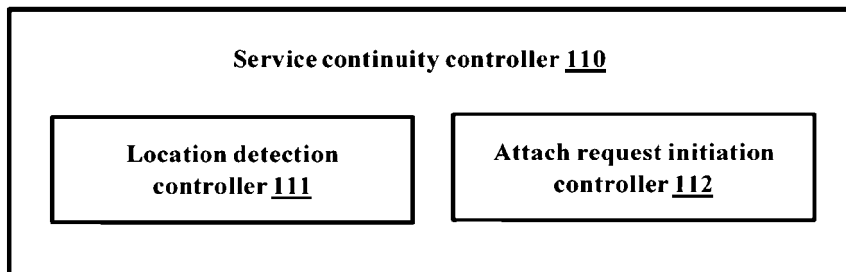 Service continuity controller 110
Location detection
controller 111
Attach request initiation
controller 112